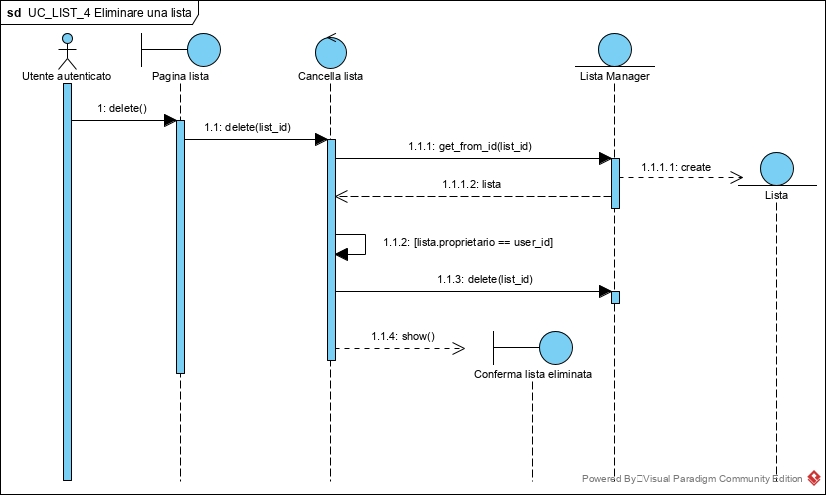 sd UC_LIST_4 Eliminare una lista
Utente autenticato
Pagina lista
Cancella lista
Lista Manager
1: delete()
1.1: delete(list_id)
1.1.1: get_from_id(list_id)
1.1.1.1: create
Lista
1.1.1.2: lista
1.1.2: [lista.proprietario == user_id]
1.1.3: delete(list_id)
1.1.4: show()
Conferma lista eliminata
Powered By Visual Paradigm Community Edition